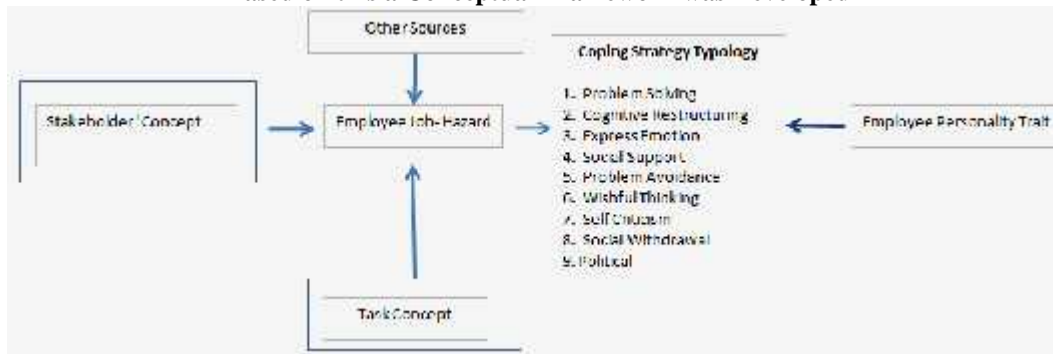 Other Sources
Coping Strategy Typology
Stakeholder 'Concept
Employee Job-Hazard
1. Problem Solving
2. Cognitive Restructuring
3. Express Emotion
4. Social Support
5. Problem Avoidance
6. Wishful Thinking
7. Self Criticism
8. Social Withdrawal
9. Political
Employee Personality Trait
Task Concept